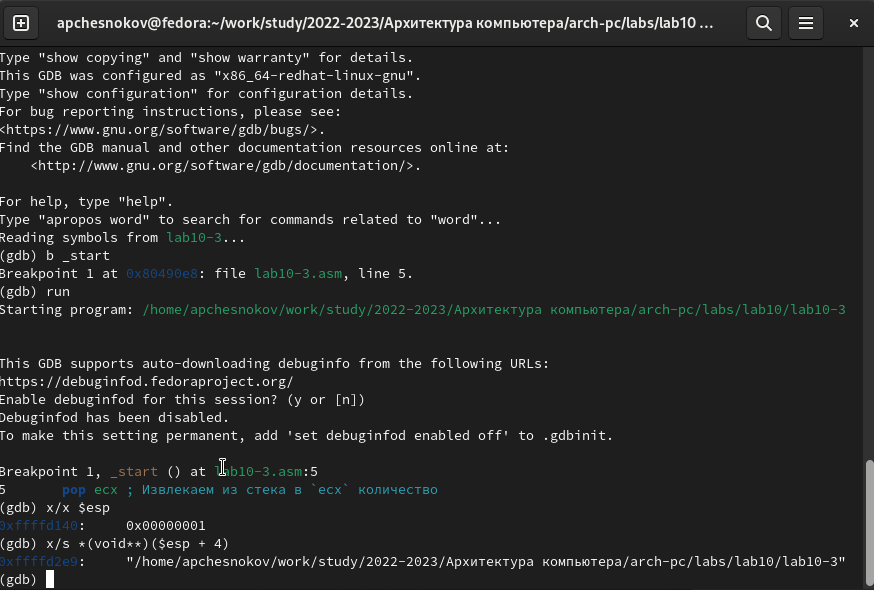 apchesnokov@fedora:~/work/study/2022-2023/Архитектура компьютера/arch-pc/labs/lab10 ...
Type "show copying" and "show warranty" for details.
This GDB was configured as "x86_64-redhat-linux-gnu".
Type "show configuration" for configuration details.
For bug reporting instructions, please see:
<https://www.gnu.org/software/gdb/bugs/>.
Find the GDB manual and other documentation resources online at:
    <http://www.gnu.org/software/gdb/documentation/>.
For help, type "help".
Type "apropos word" to search for commands related to "word"...
Reading symbols from lab10-3...
(gdb) b _start
Breakpoint 1 at 0x80490e8: file lab10-3.asm, line 5.
(gdb) run
Starting program: /home/apchesnokov/work/study/2022-2023/Архитектура компьютера/arch-pc/labs/lab10/lab10-3
This GDB supports auto-downloading debuginfo from the following URLs:
https://debuginfod.fedoraproject.org/
Enable debuginfod for this session? (y or [n])
Debuginfod has been disabled.
To make this setting permanent, add 'set debuginfod enabled off' to .gdbinit.
Breakpoint 1, _start () at lab10-3.asm:5
5       pop ecx ; Извлекаем из стека в `ecx` количество
(gdb) x/x $esp
0xffffd140:     0x00000001
(gdb) x/s *(void**)($esp + 4)
0xffffd2e9:     "/home/apchesnokov/work/study/2022-2023/Архитектура компьютера/arch-pc/labs/lab10/lab10-3"
(gdb)